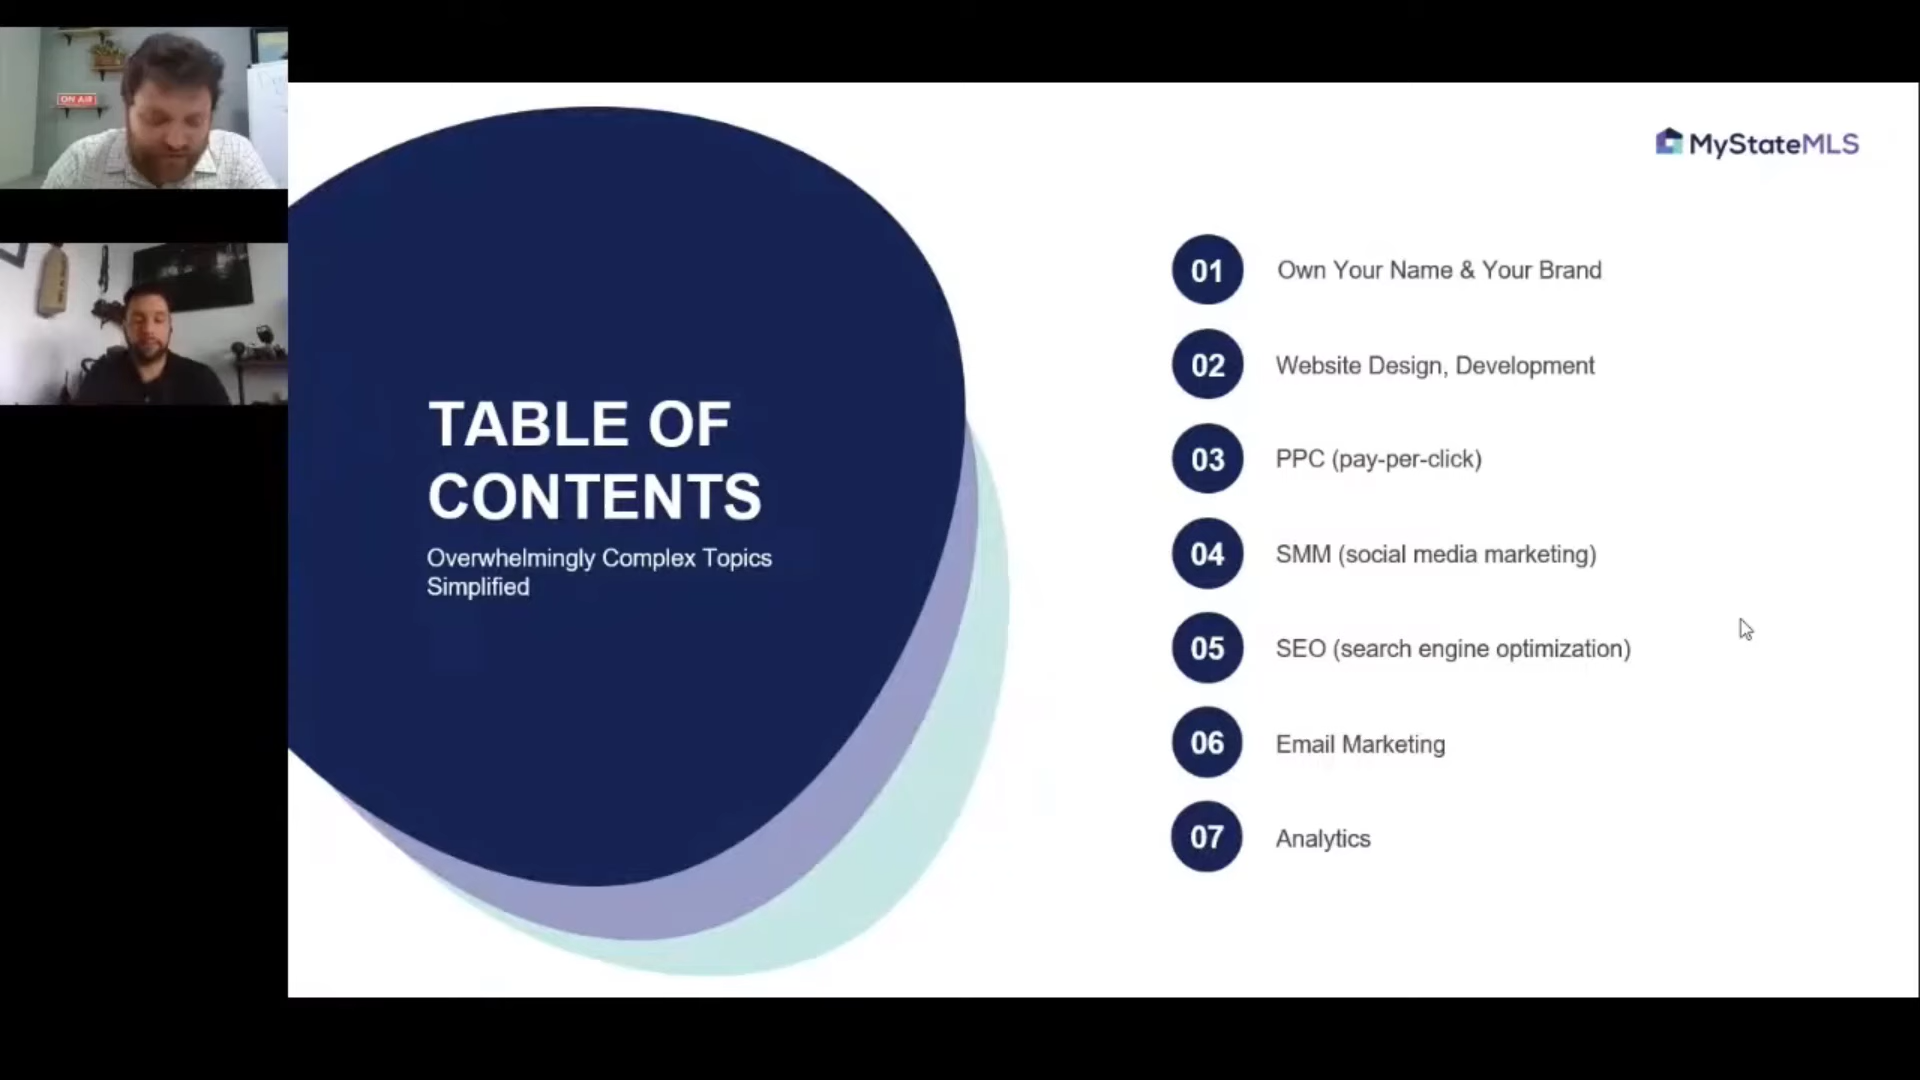 ON AIR
MyStateMLS
TABLE OF
CONTENTS
Overwhelmingly Complex Topics
Simplified
01 Own Your Name & Your Brand
02 Website Design, Development
03 PPC (pay-per-click)
04 SMM (social media marketing)
05 SEO (search engine optimization)
06 Email Marketing
07 Analytics